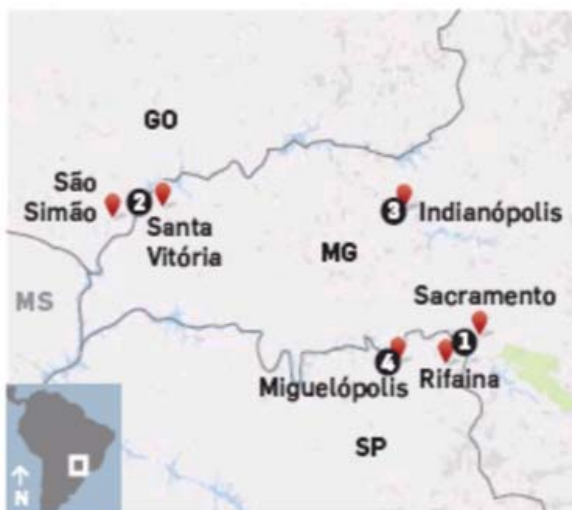 GO
São
Simão
2
Santa
Vitória
3
Indianópolis
MG
MS
Sacramento
1
4
Miguelópolis
Rifaina
SP
N